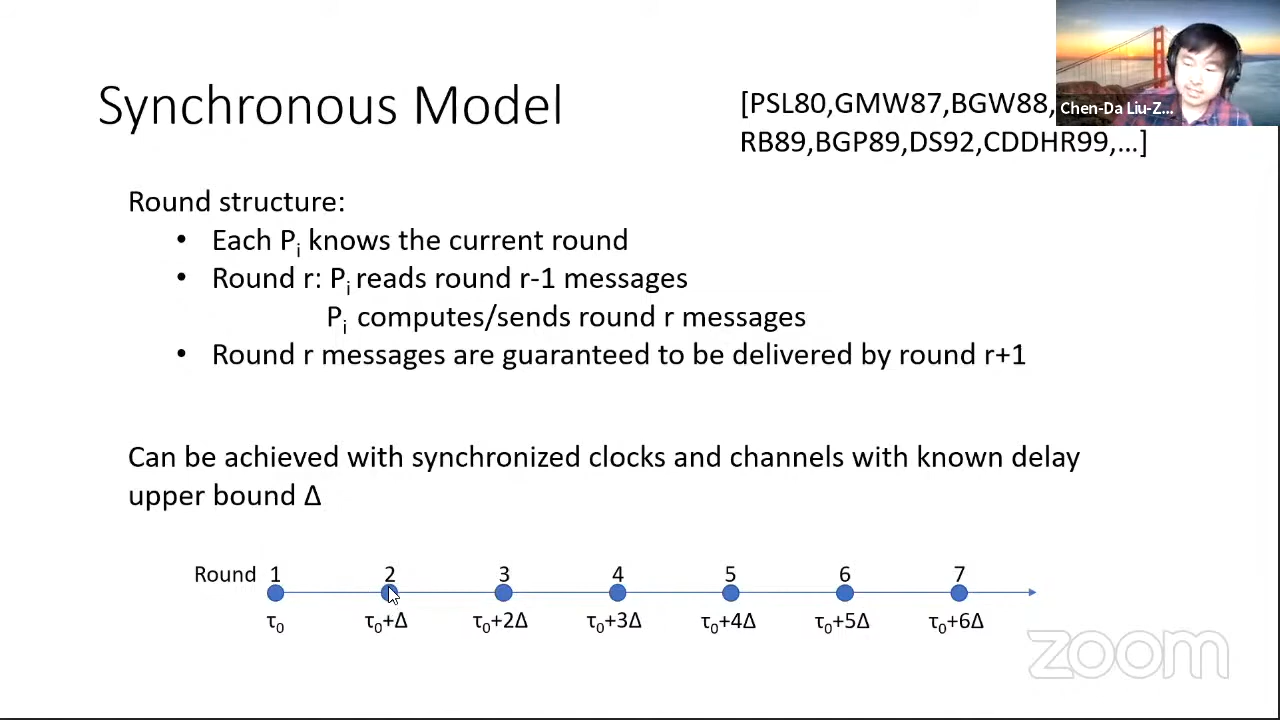 Synchronous Model
[PSL80,GMW87,BGW88,
RB89,BGP89,DS92,CDDHR99,...]
Chen-Da Liu-Z...
Round structure:
• Each Pᵢ knows the current round
• Round r: Pᵢ reads round r-1 messages
Pᵢ computes/sends round r messages
• Round r messages are guaranteed to be delivered by round r+1
Can be achieved with synchronized clocks and channels with known delay
upper bound Δ
Round 1 2 3 4 5 6 7
τ₀ τ₀+Δ τ₀+2Δ τ₀+3Δ τ₀+4Δ τ₀+5Δ τ₀+6Δ
zoom